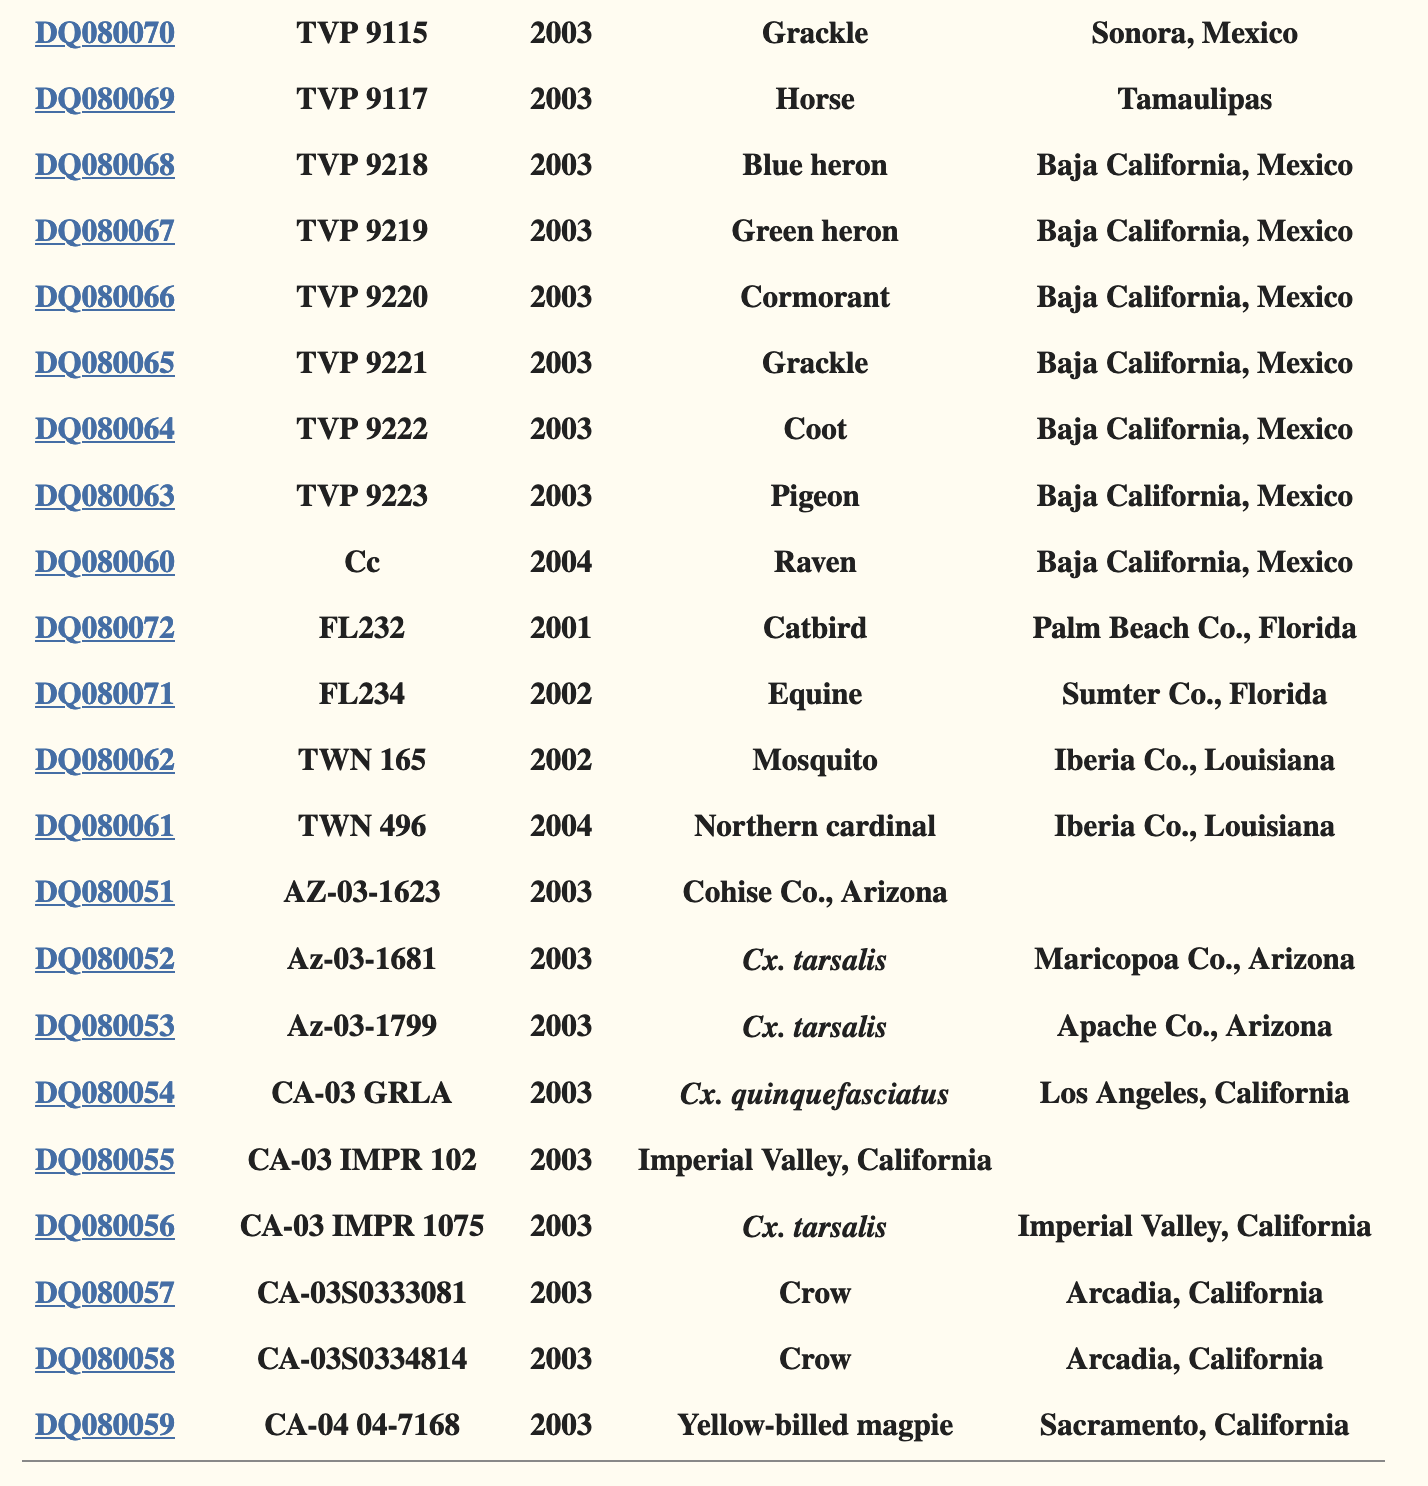 DQ080070 TVP 9115 2003 Grackle Sonora, Mexico
DQ080069 TVP 9117 2003 Horse Tamaulipas
DQ080068 TVP 9218 2003 Blue heron Baja California, Mexico
DQ080067 TVP 9219 2003 Green heron Baja California, Mexico
DQ080066 TVP 9220 2003 Cormorant Baja California, Mexico
DQ080065 TVP 9221 2003 Grackle Baja California, Mexico
DQ080064 TVP 9222 2003 Coot Baja California, Mexico
DQ080063 TVP 9223 2003 Pigeon Baja California, Mexico
DQ080060 Cc 2004 Raven Baja California, Mexico
DQ080072 FL232 2001 Catbird Palm Beach Co., Florida
DQ080071 FL234 2002 Equine Sumter Co., Florida
DQ080062 TWN 165 2002 Mosquito Iberia Co., Louisiana
DQ080061 TWN 496 2004 Northern cardinal Iberia Co., Louisiana
DQ080051 AZ-03-1623 2003 Cohise Co., Arizona
DQ080052 Az-03-1681 2003 Cx. tarsalis Maricopoa Co., Arizona
DQ080053 Az-03-1799 2003 Cx. tarsalis Apache Co., Arizona
DQ080054 CA-03 GRLA 2003 Cx. quinquefasciatus Los Angeles, California
DQ080055 CA-03 IMPR 102 2003 Imperial Valley, California
DQ080056 CA-03 IMPR 1075 2003 Cx. tarsalis Imperial Valley, California
DQ080057 CA-03S0333081 2003 Crow Arcadia, California
DQ080058 CA-03S0334814 2003 Crow Arcadia, California
DQ080059 CA-04 04-7168 2003 Yellow-billed magpie Sacramento, California